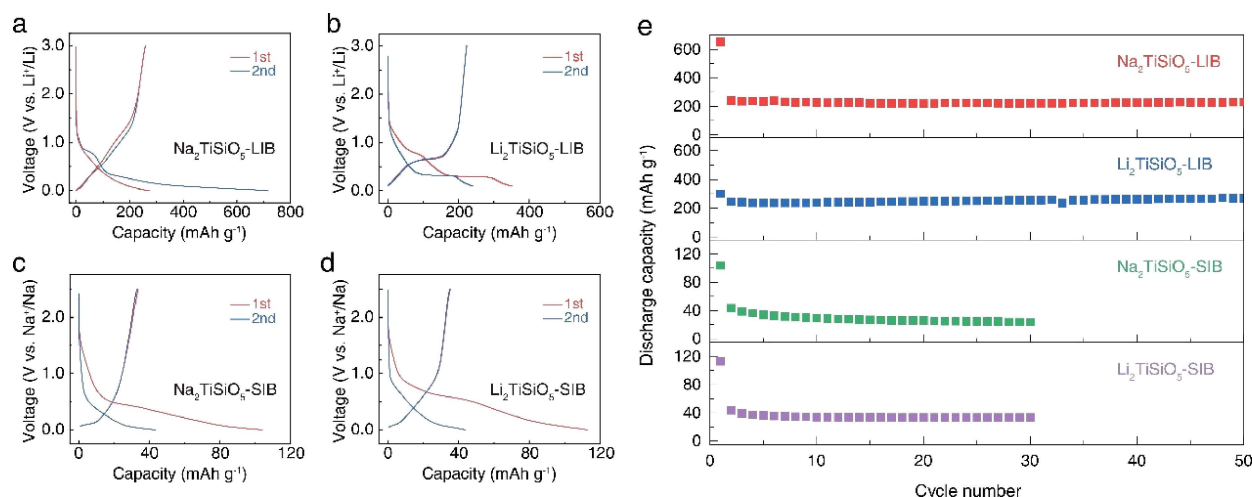 a
3.0
2.0
1.0
0.0
Voltage (V vs. Li⁺/Li)
1st
2nd
Na₂TiSiO₅-LIB
0 200 400 600 800
Capacity (mAh g⁻¹)
b
3.0
2.0
1.0
0.0
Voltage (V vs. Li⁺/Li)
1st
2nd
Li₂TiSiO₅-LIB
0 200 400 600
Capacity (mAh g⁻¹)
c
2.0
1.0
0.0
Voltage (V vs. Na⁺/Na)
1st
2nd
Na₂TiSiO₅-SIB
0 40 80 120
Capacity (mAh g⁻¹)
d
2.0
1.0
0.0
Voltage (V vs. Na⁺/Na)
1st
2nd
Li₂TiSiO₅-SIB
0 40 80 120
Capacity (mAh g⁻¹)
e
Discharge capacity (mAh g⁻¹)
600
400
200
0
Na₂TiSiO₅-LIB
600
400
200
0
Li₂TiSiO₅-LIB
120
80
40
0
Na₂TiSiO₅-SIB
120
80
40
0
Li₂TiSiO₅-SIB
0 10 20 30 40 50
Cycle number